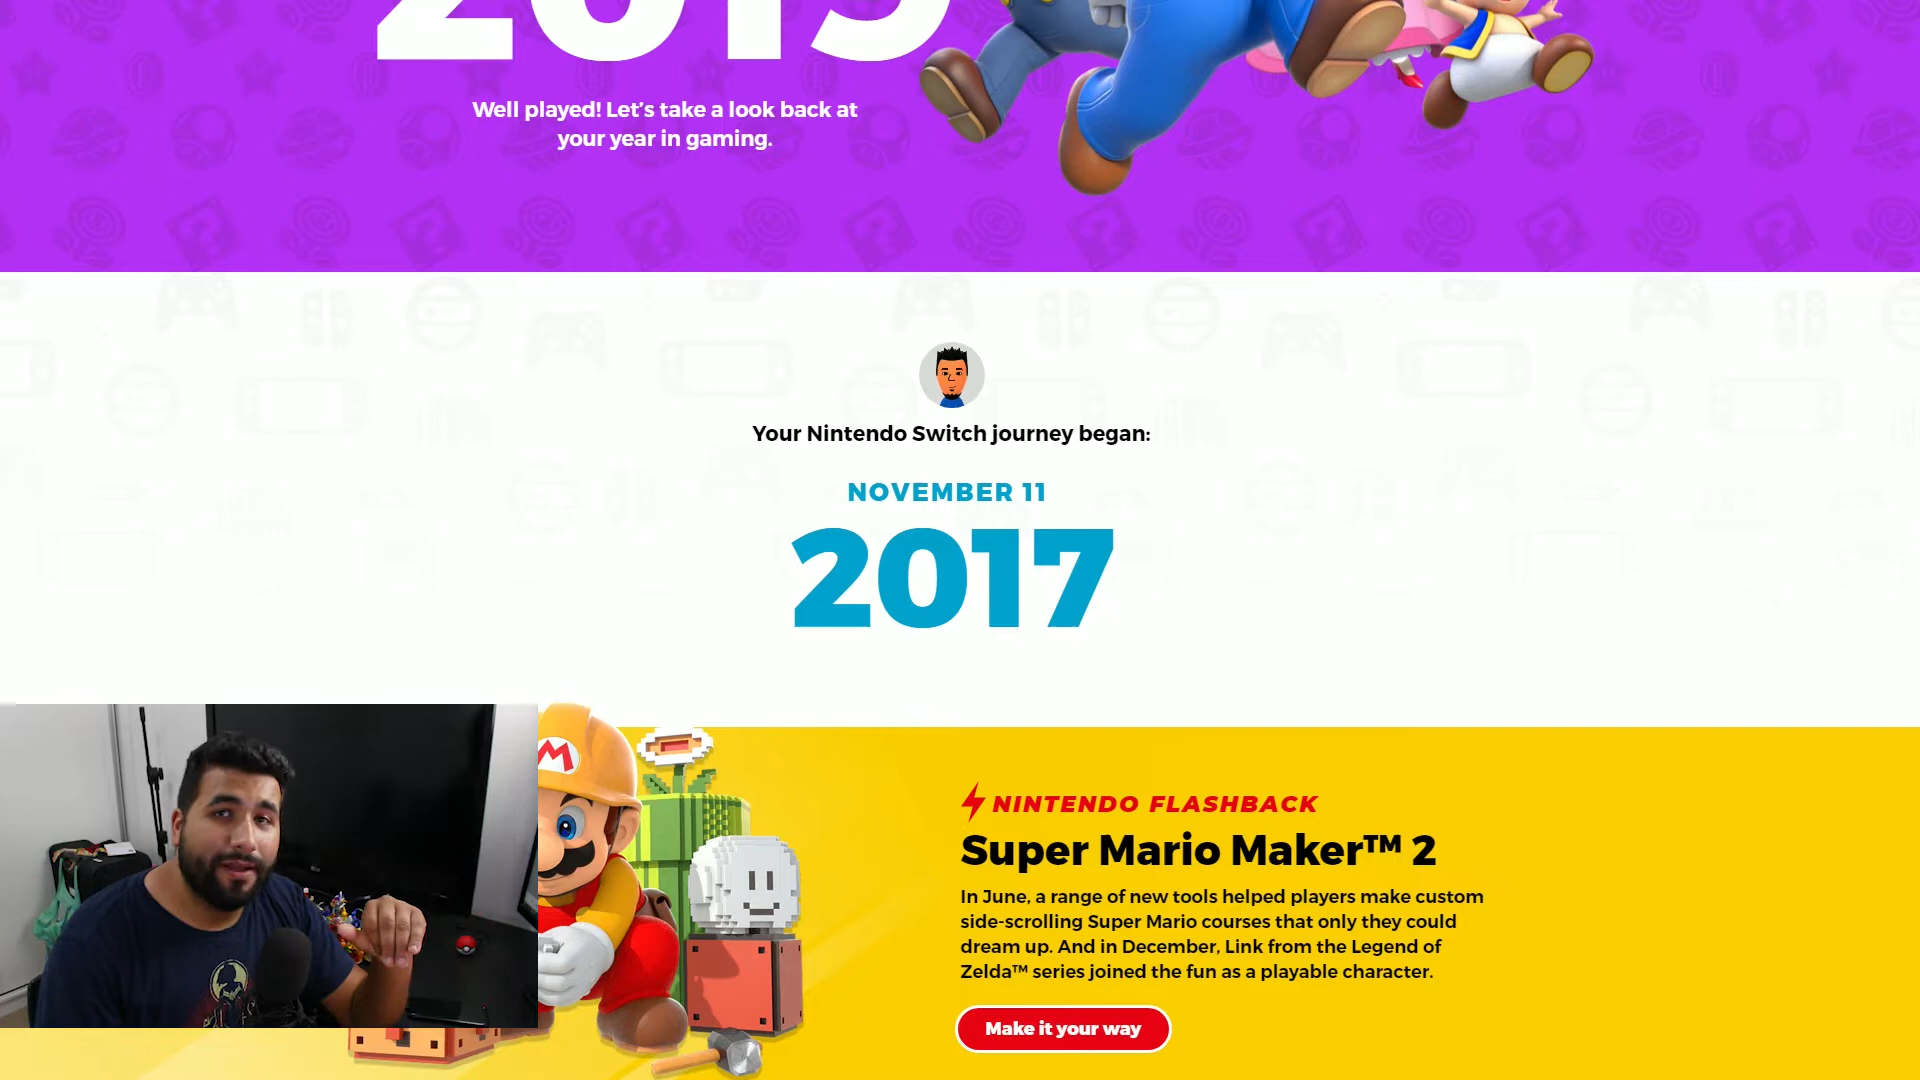 2019
Well played! Let’s take a look back at
your year in gaming.
Your Nintendo Switch journey began:
NOVEMBER 11
2017
NINTENDO FLASHBACK
Super Mario Maker™ 2
In June, a range of new tools helped players make custom
side-scrolling Super Mario courses that only they could
dream up. And in December, Link from the Legend of
Zelda™ series joined the fun as a playable character.
Make it your way
M